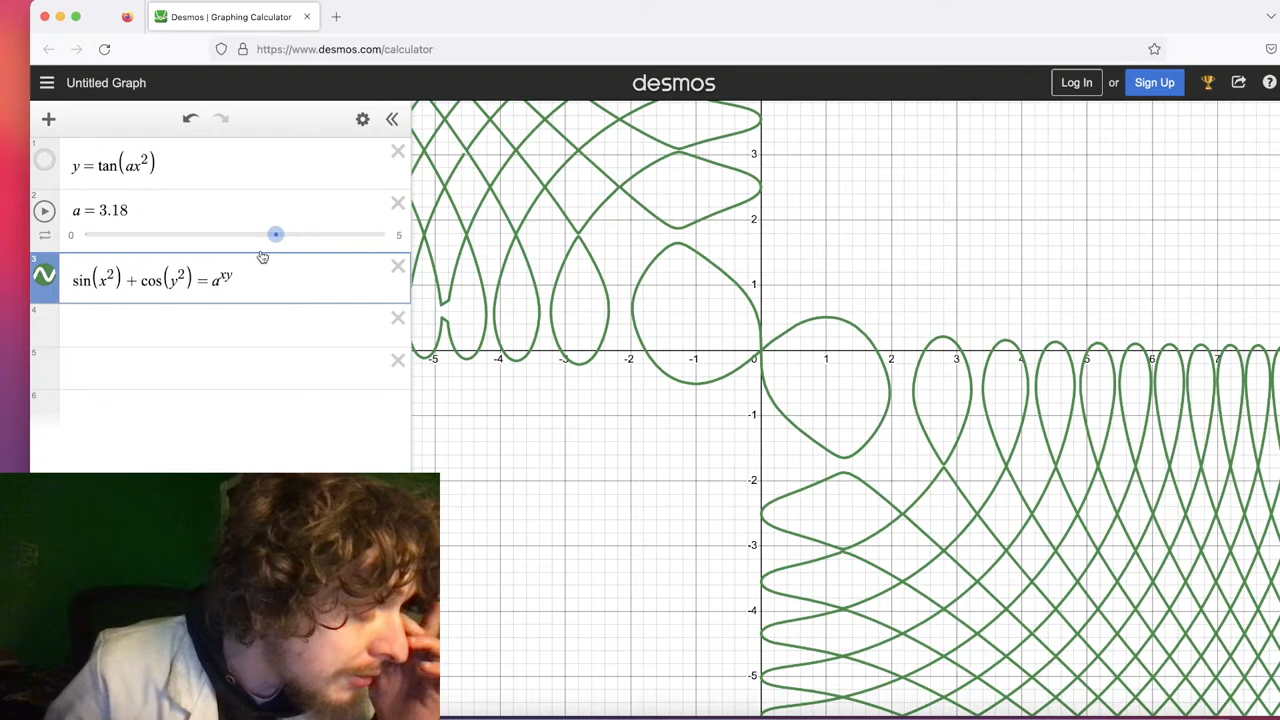 Desmos | Graphing Calculator
https://www.desmos.com/calculator
Untitled Graph
desmos
Log In or Sign Up
1
y = tan(ax²)
2
a = 3.18
0 5
3
sin(x²) + cos(y²) = a^xy
4
5
6
3
2
1
-5 -4 -3 -2 -1 0 1 2 3 4 5 6 7
-1
-2
-3
-4
-5